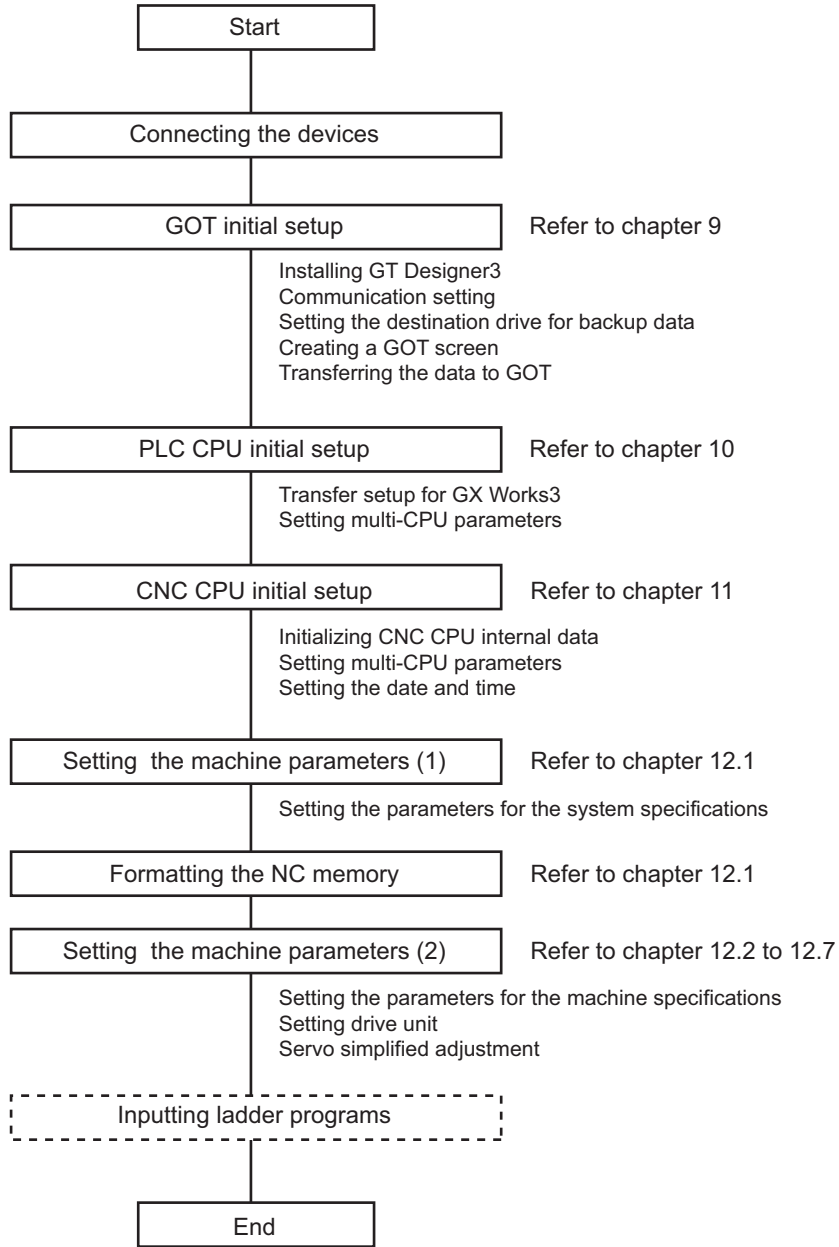 Start
Connecting the devices
GOT initial setup Refer to chapter 9
Installing GT Designer3
Communication setting
Setting the destination drive for backup data
Creating a GOT screen
Transferring the data to GOT
PLC CPU initial setup Refer to chapter 10
Transfer setup for GX Works3
Setting multi-CPU parameters
CNC CPU initial setup Refer to chapter 11
Initializing CNC CPU internal data
Setting multi-CPU parameters
Setting the date and time
Setting the machine parameters (1) Refer to chapter 12.1
Setting the parameters for the system specifications
Formatting the NC memory Refer to chapter 12.1
Setting the machine parameters (2) Refer to chapter 12.2 to 12.7
Setting the parameters for the machine specifications
Setting drive unit
Servo simplified adjustment
Inputting ladder programs
End